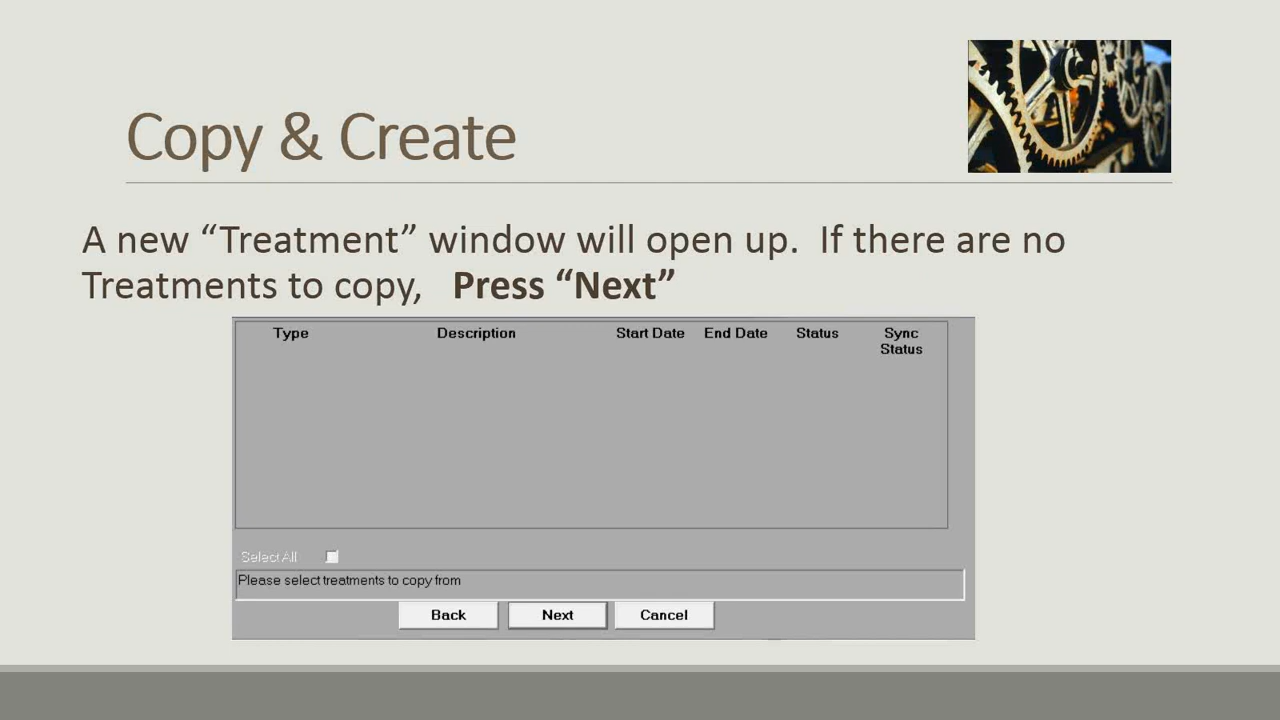 Copy & Create
A new “Treatment” window will open up.  If there are no
Treatments to copy,   Press “Next”
Type Description Start Date End Date Status Sync Status
Select All
Please select treatments to copy from
Back Next Cancel